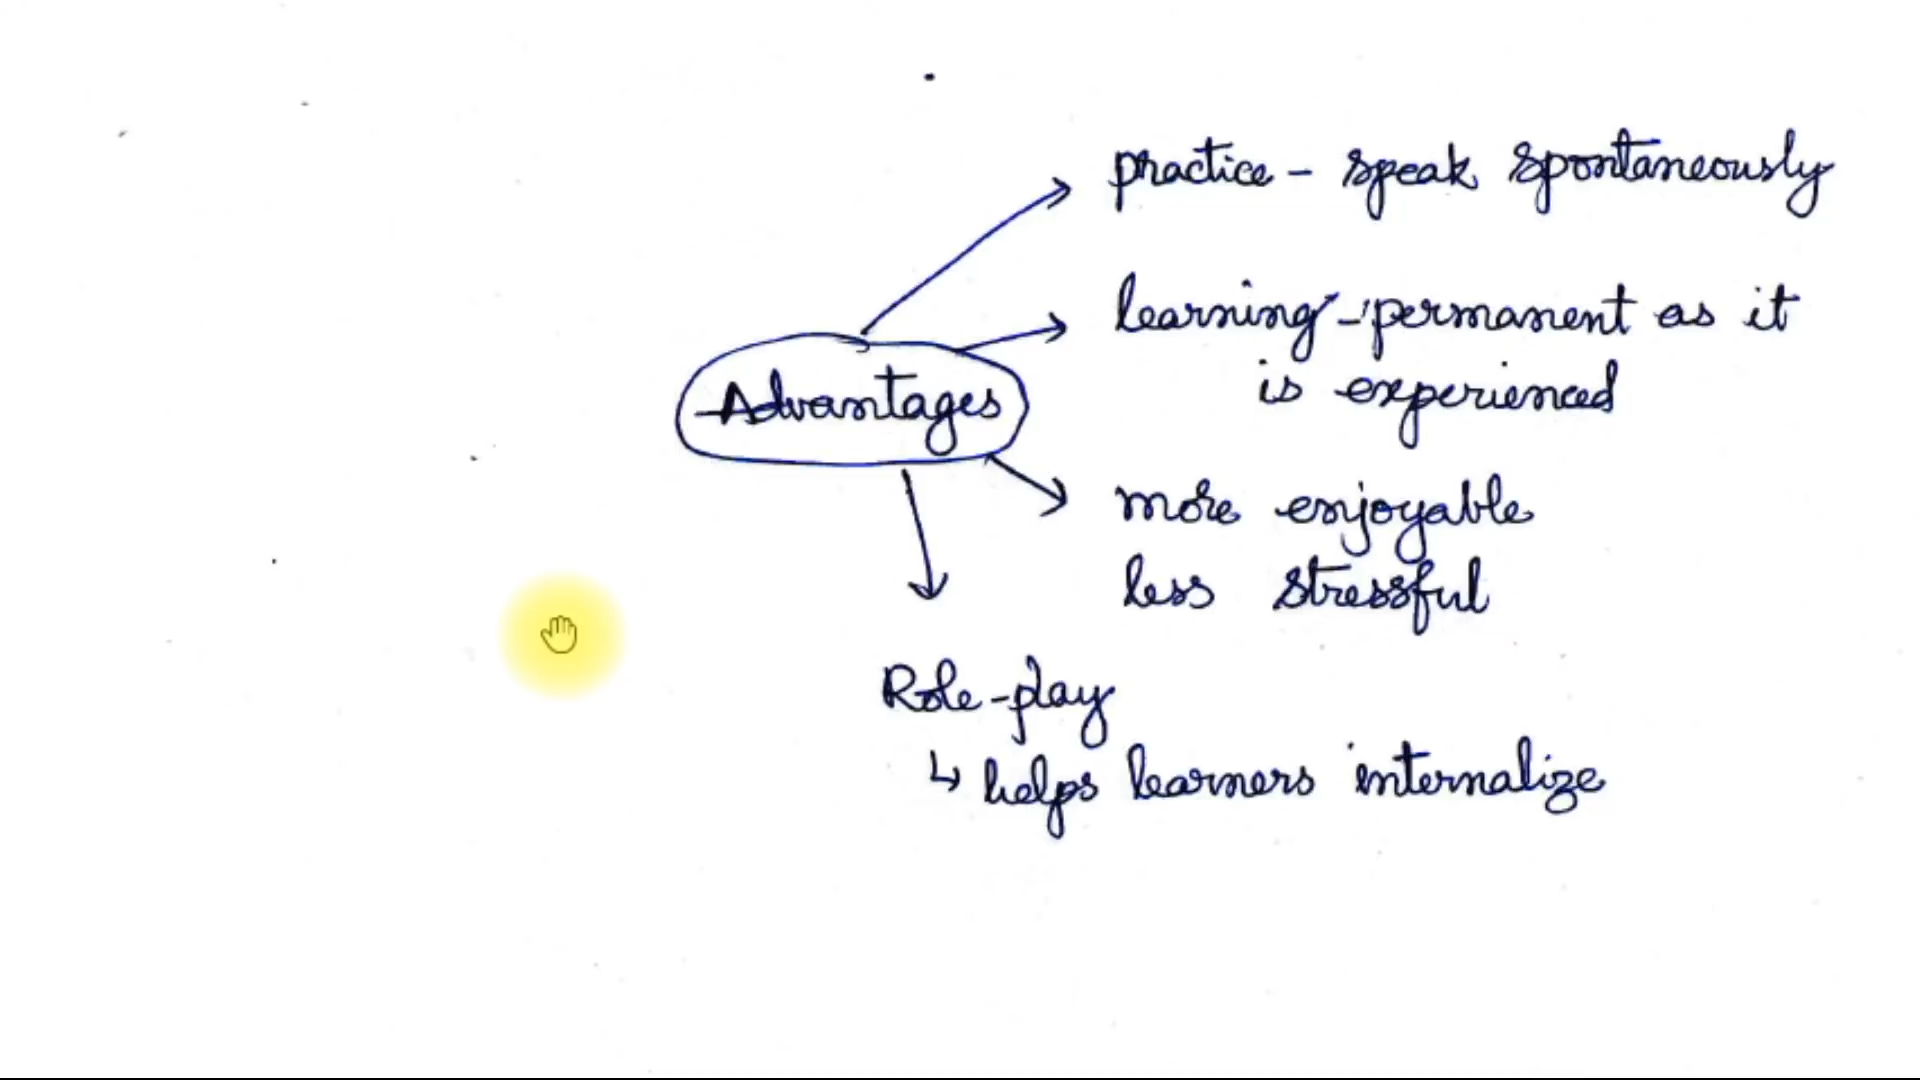 practice - speak spontaneously
learning - permanent as it
is experienced
Advantages
more enjoyable
less stressful
Role-play
↳ helps learners internalize